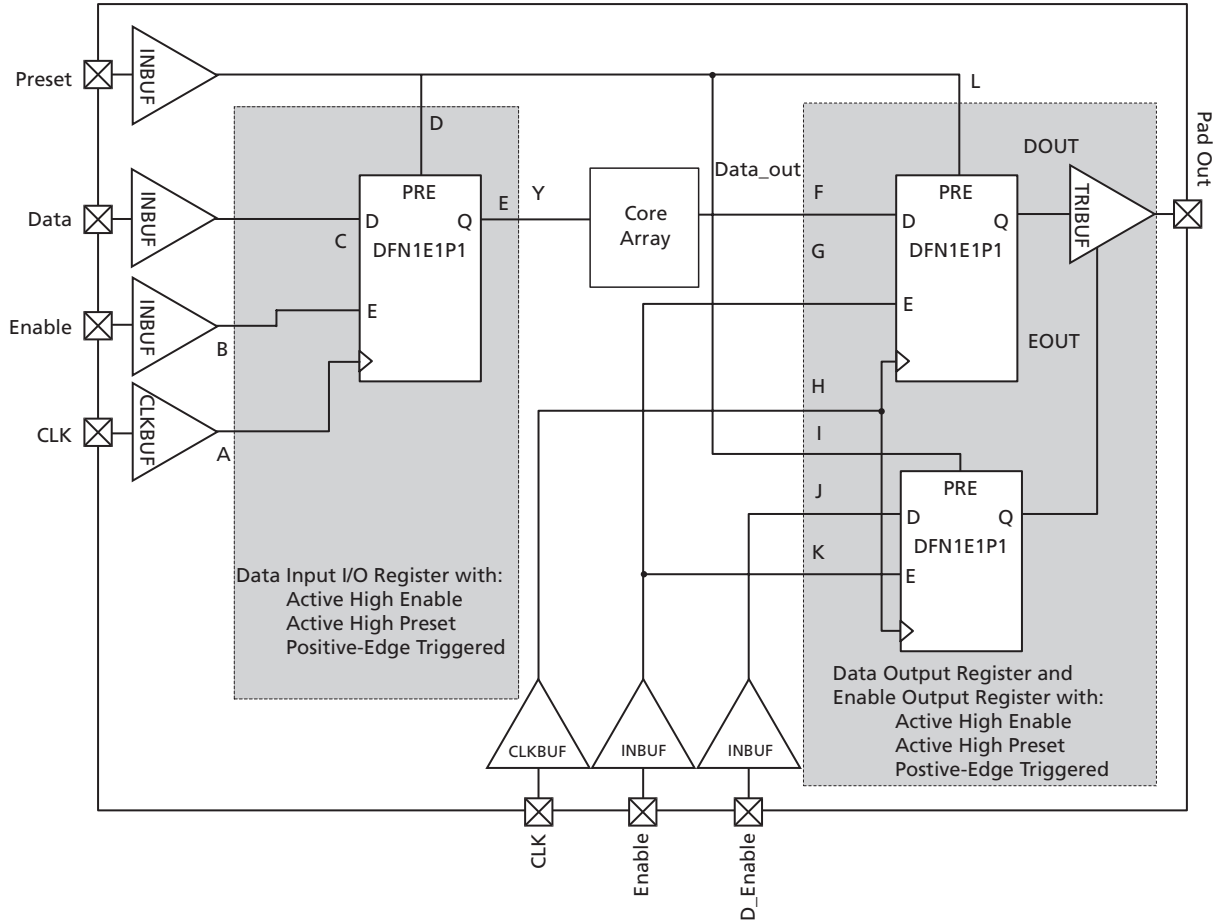 Preset
INBUF
L
D
Pad Out
DOUT
Data
INBUF
C
PRE
D
Q
DFN1E1P1
E
E
Y
Core
Array
Data_out
F
G
PRE
D
Q
DFN1E1P1
E
TRIBUF
EOUT
Enable
INBUF
B
CLK
CLKBUF
A
H
I
J
K
PRE
D
Q
DFN1E1P1
E
Data Input I/O Register with:
Active High Enable
Active High Preset
Positive-Edge Triggered
Data Output Register and
Enable Output Register with:
Active High Enable
Active High Preset
Postive-Edge Triggered
CLKBUF
INBUF
INBUF
CLK
Enable
D_Enable